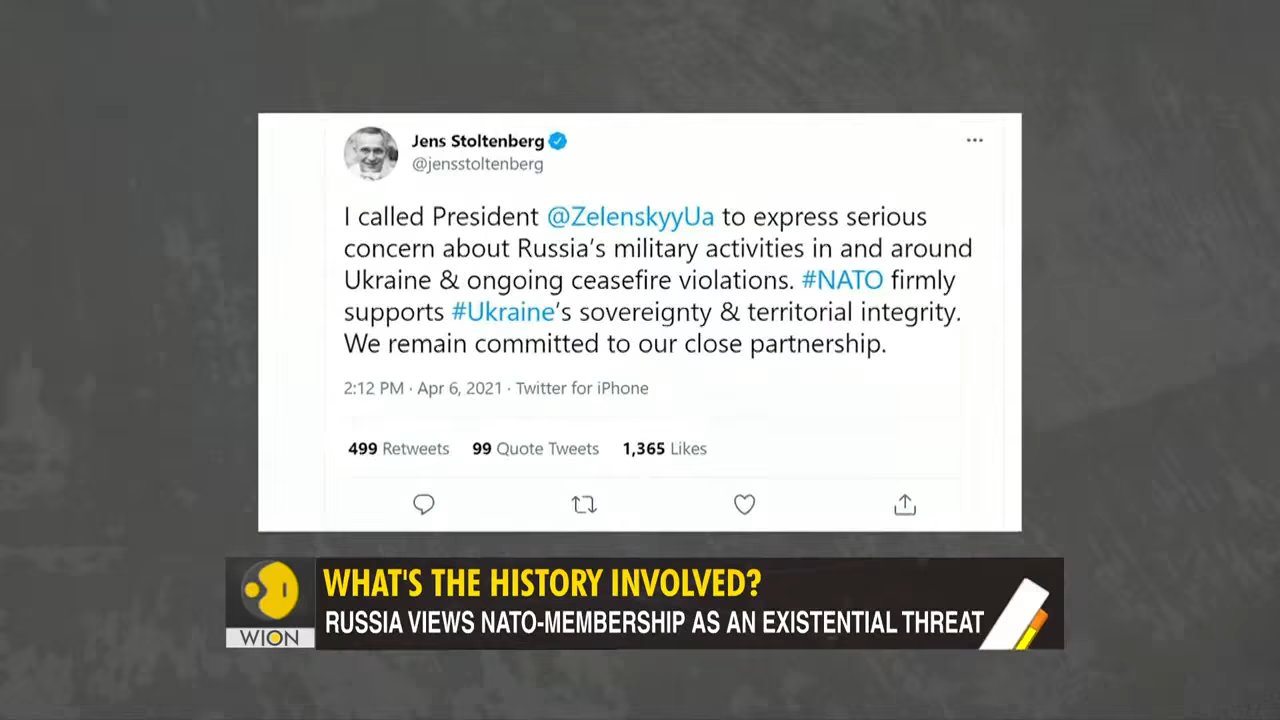 Jens Stoltenberg
@jensstoltenberg
I called President @ZelenskyyUa to express serious
concern about Russia's military activities in and around
Ukraine & ongoing ceasefire violations. #NATO firmly
supports #Ukraine's sovereignty & territorial integrity.
We remain committed to our close partnership.
2:12 PM · Apr 6, 2021 · Twitter for iPhone
499 Retweets 99 Quote Tweets 1,365 Likes
WHAT'S THE HISTORY INVOLVED?
RUSSIA VIEWS NATO-MEMBERSHIP AS AN EXISTENTIAL THREAT
WION